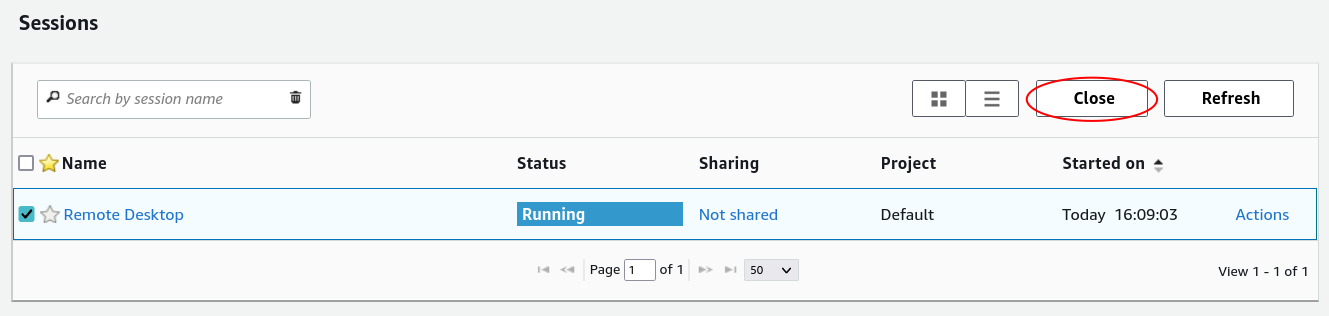 Sessions
Search by session name
Close
Refresh
Name Status Sharing Project Started on
Remote Desktop Running Not shared Default Today 16:09:03 Actions
Page 1 of 1 50 View 1 - 1 of 1